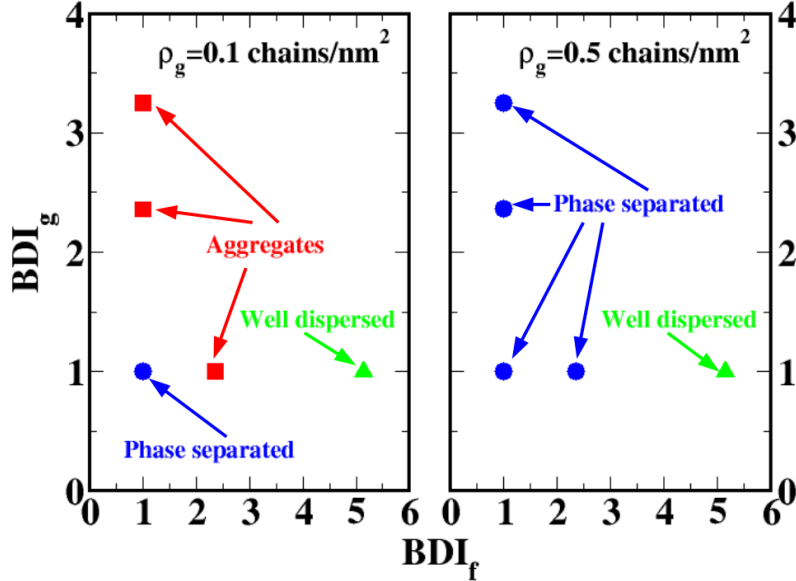 4
ρg=0.1 chains/nm²
ρg=0.5 chains/nm²
4
3
3
Aggregates
Phase separated
BDIg
2
2
Well dispersed
Well dispersed
1
1
Phase separated
0
0
0 1 2 3 4 5 6
0 1 2 3 4 5 6
BDIf